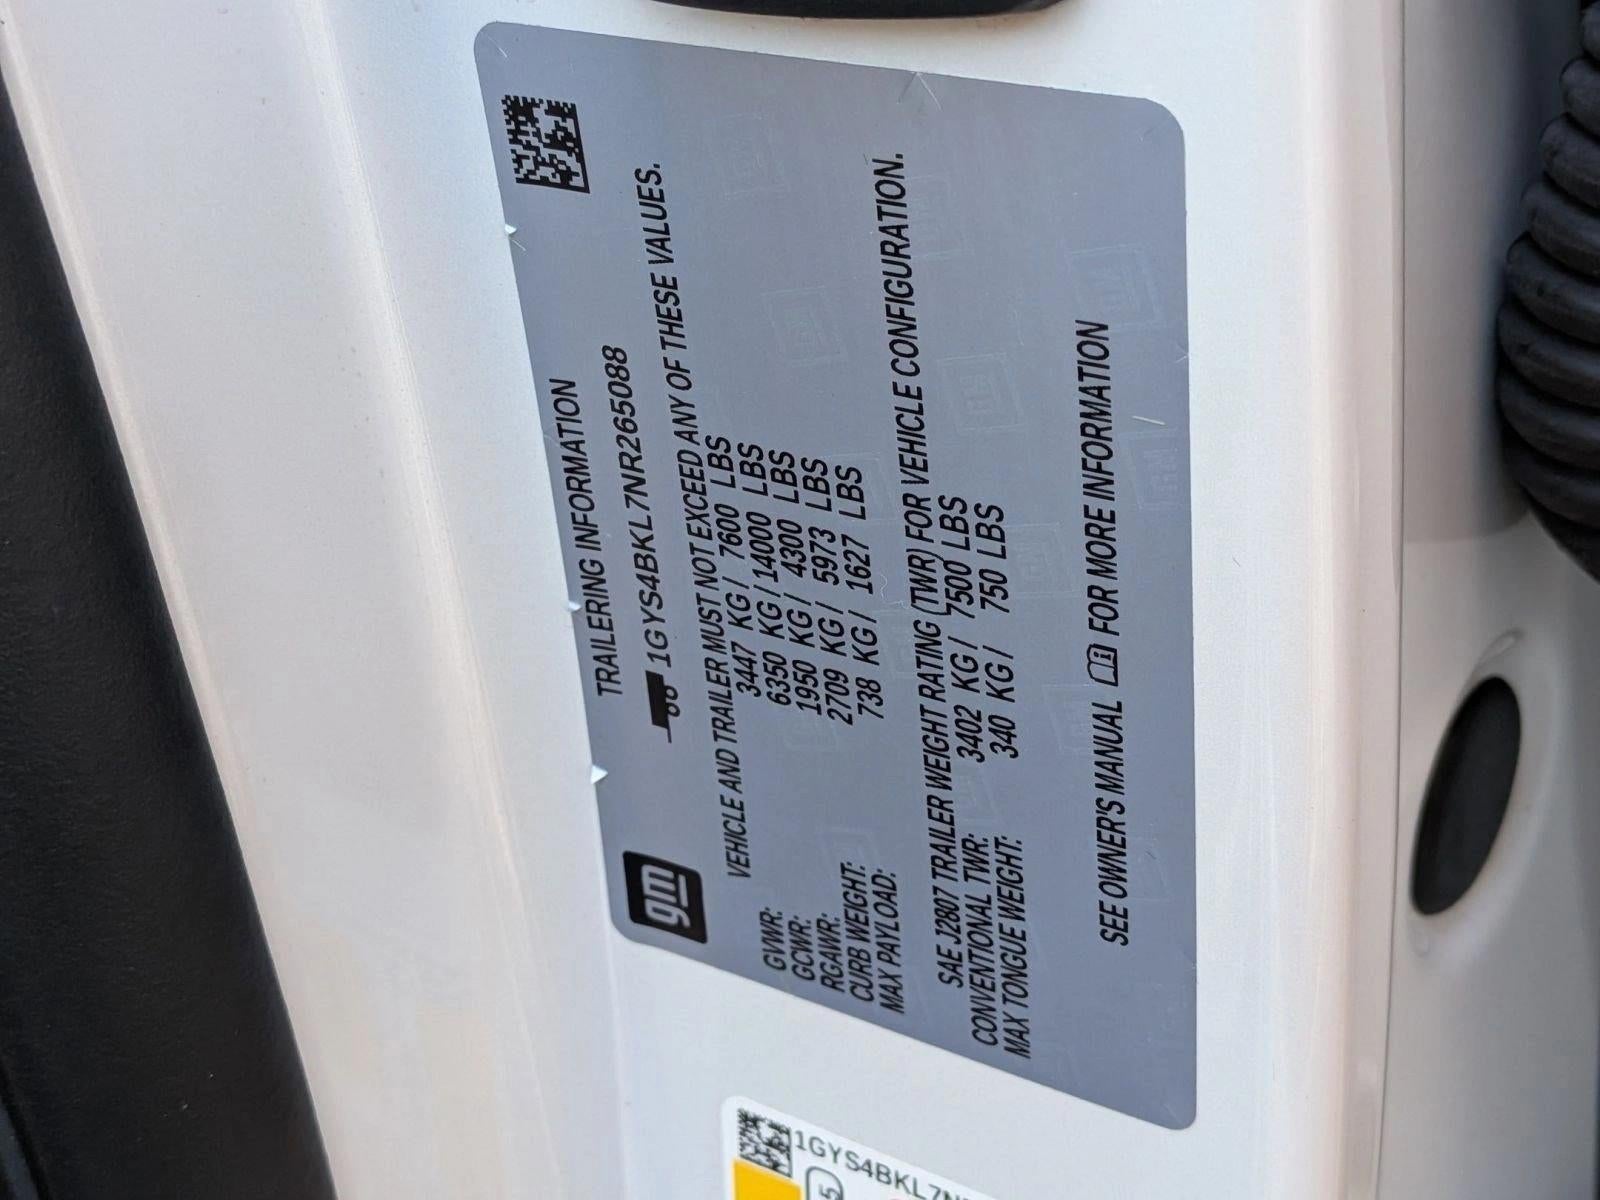 gm
TRAILERING INFORMATION
1GYS4BKL7NR265088
VEHICLE AND TRAILER MUST NOT EXCEED ANY OF THESE VALUES.
GVWR: 3447 KG / 7600 LBS
GCWR: 6350 KG / 14000 LBS
RGAWR: 1950 KG / 4300 LBS
CURB WEIGHT: 2709 KG / 5973 LBS
MAX PAYLOAD: 738 KG / 1627 LBS
SAE J2807 TRAILER WEIGHT RATING (TWR) FOR VEHICLE CONFIGURATION.
CONVENTIONAL TWR: 3402 KG / 7500 LBS
MAX TONGUE WEIGHT: 340 KG / 750 LBS
SEE OWNER'S MANUAL FOR MORE INFORMATION
1GYS4BKL7N